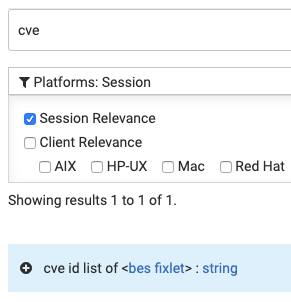 cve
Platforms: Session
Session Relevance
Client Relevance
AIX HP-UX Mac Red Hat
Showing results 1 to 1 of 1.
cve id list of <bes fixlet> : string